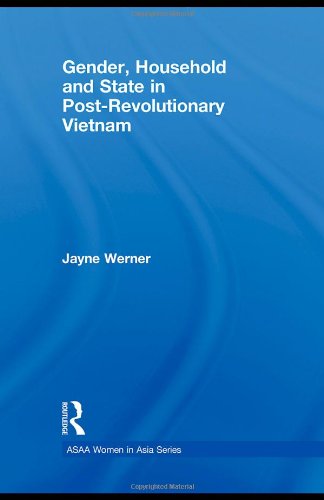 Gender, Household
and State in
Post-Revolutionary
Vietnam
Jayne Werner
ROUTLEDGE
ASAA Women in Asia Series